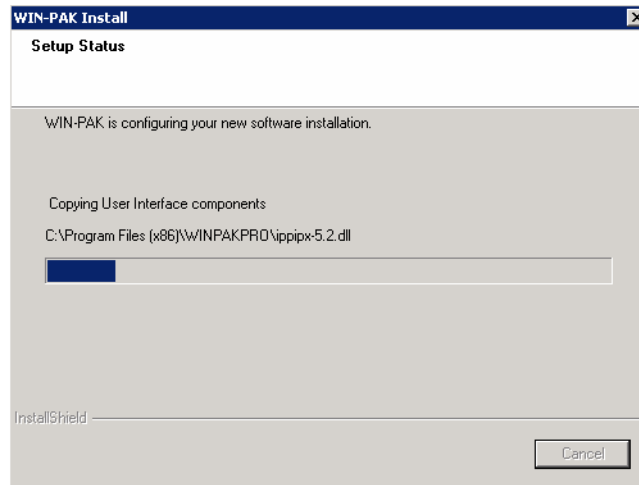 WIN-PAK Install
Setup Status
WIN-PAK is configuring your new software installation.
Copying User Interface components
C:\Program Files (x86)\WINPAKPRO\ippipx-5.2.dll
InstallShield
Cancel